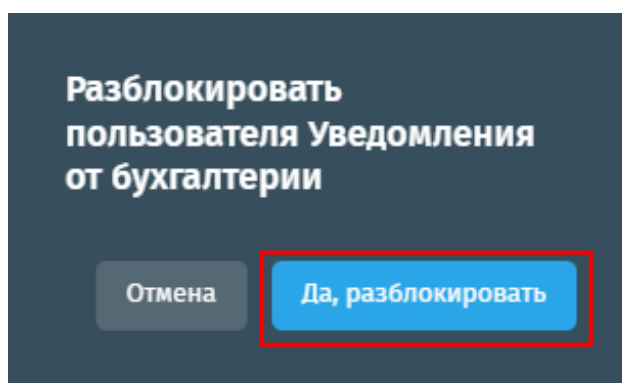 Разблокировать
пользователя Уведомления
от бухгалтерии
Отмена
Да, разблокировать